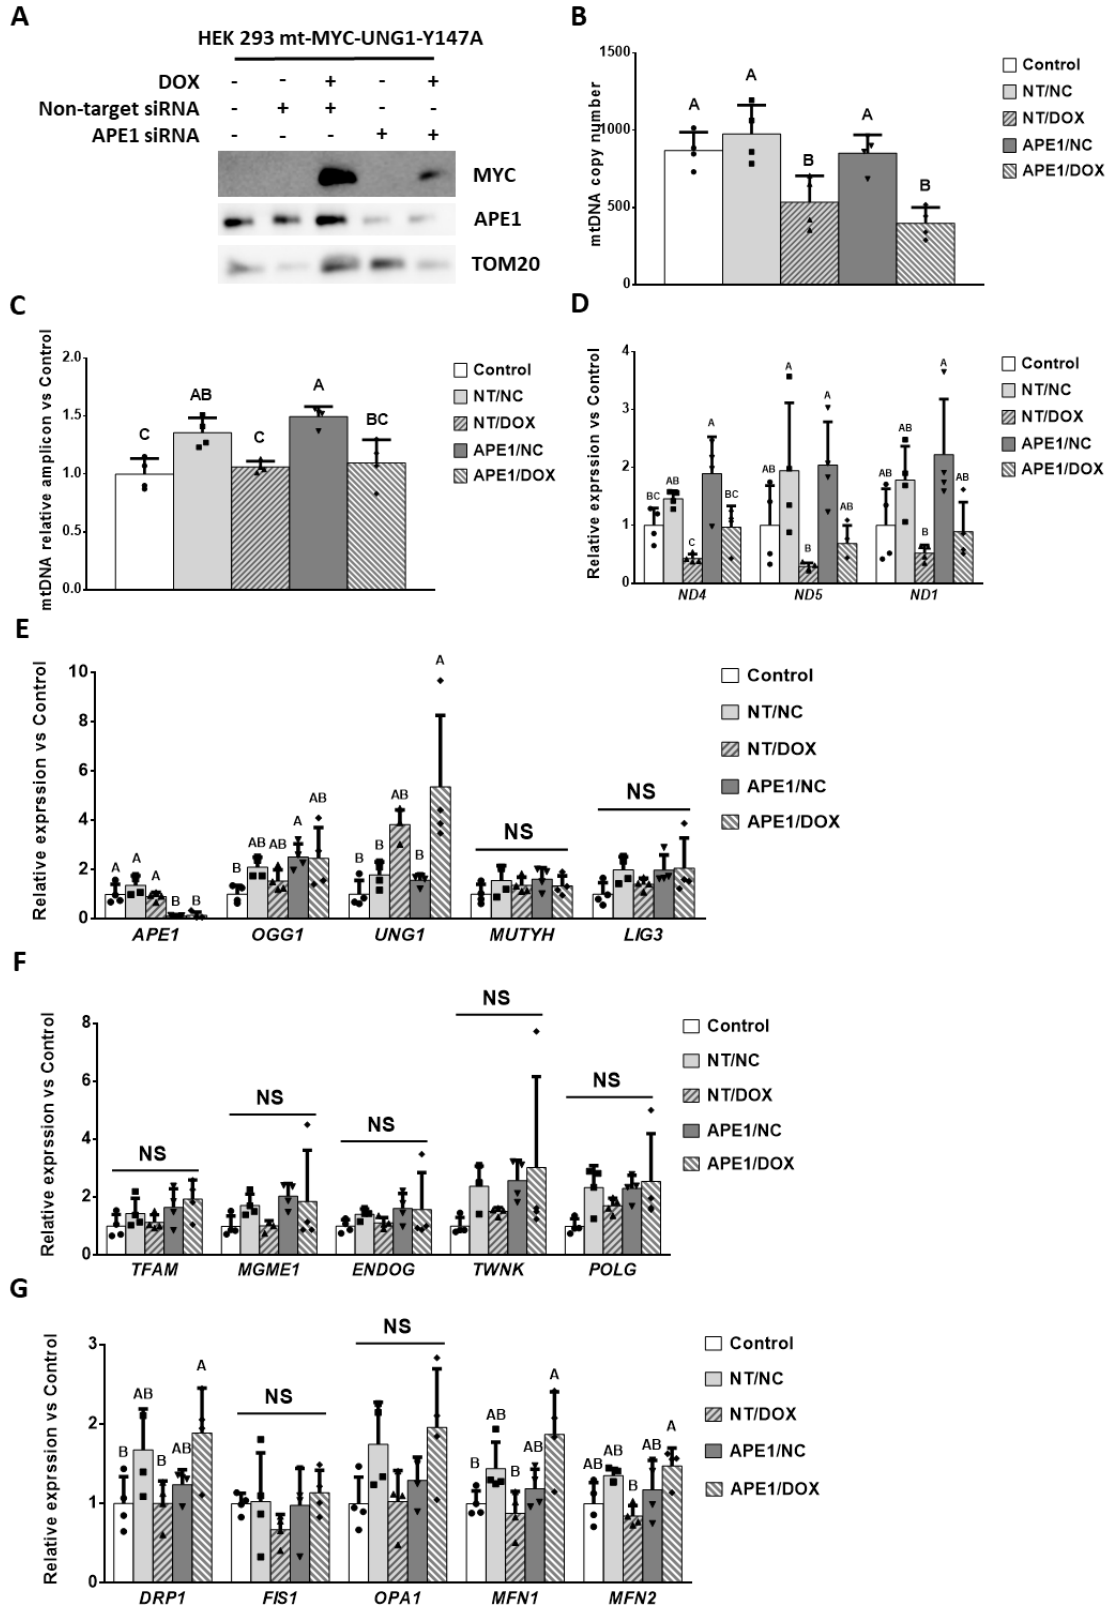 A
HEK 293 mt-MYC-UNG1-Y147A
DOX - - + - +
Non-target siRNA - + + - -
APE1 siRNA - - - + +
MYC
APE1
TOM20
B
mtDNA copy number
1500
1000
500
0
A A B A B
Control
NT/NC
NT/DOX
APE1/NC
APE1/DOX
C
mtDNA relative amplicon vs Control
2.0
1.5
1.0
0.5
0.0
C AB C A BC
Control
NT/NC
NT/DOX
APE1/NC
APE1/DOX
D
Relative exprssion vs Control
4
3
2
1
0
BC AB C A BC
AB A B A AB
AB AB B A AB
ND4 ND5 ND1
Control
NT/NC
NT/DOX
APE1/NC
APE1/DOX
E
Relative exprssion vs Control
10
8
6
4
2
0
A A A B B
B AB AB A AB
B B AB B A
NS
NS
APE1 OGG1 UNG1 MUTYH LIG3
Control
NT/NC
NT/DOX
APE1/NC
APE1/DOX
F
Relative exprssion vs Control
8
6
4
2
0
NS
NS
NS
NS
NS
TFAM MGME1 ENDOG TWNK POLG
Control
NT/NC
NT/DOX
APE1/NC
APE1/DOX
G
Relative exprssion vs Control
3
2
1
0
B AB B AB A
NS
NS
B AB B AB A
AB AB B AB A
DRP1 FIS1 OPA1 MFN1 MFN2
Control
NT/NC
NT/DOX
APE1/NC
APE1/DOX